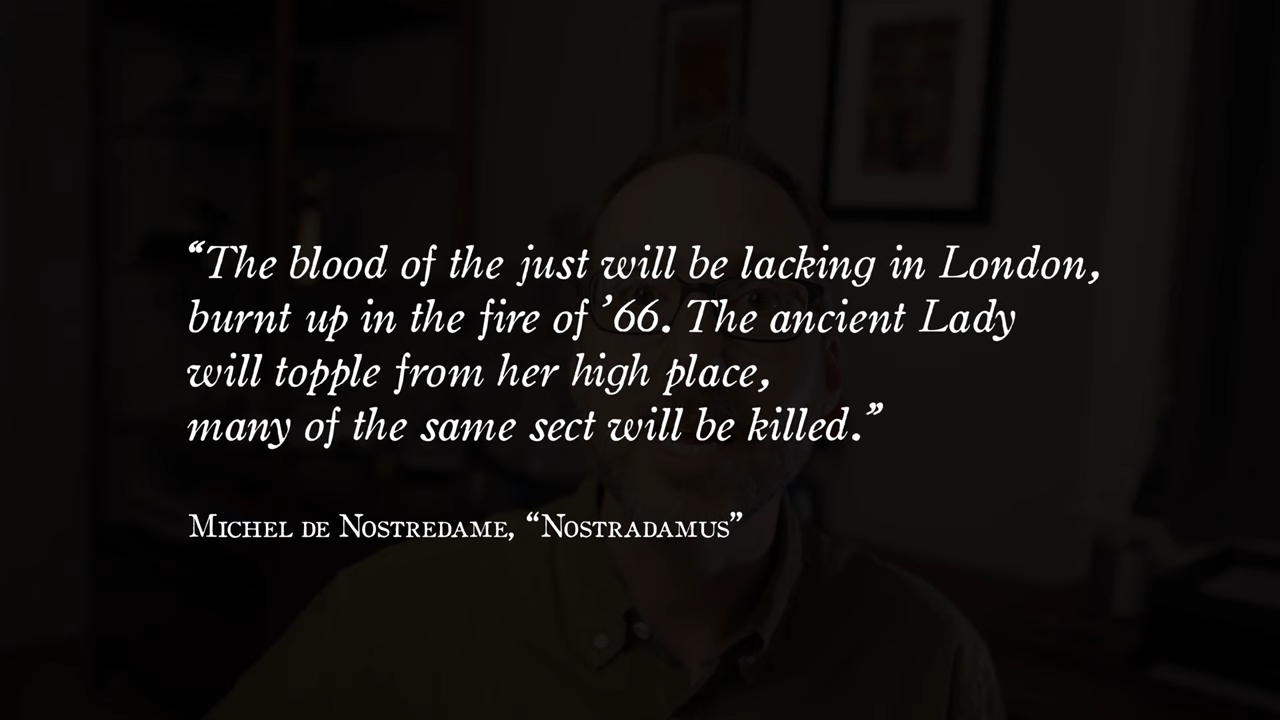 “The blood of the just will be lacking in London,
burnt up in the fire of ’66. The ancient Lady
will topple from her high place,
many of the same sect will be killed.”
Michel de Nostredame, “Nostradamus”